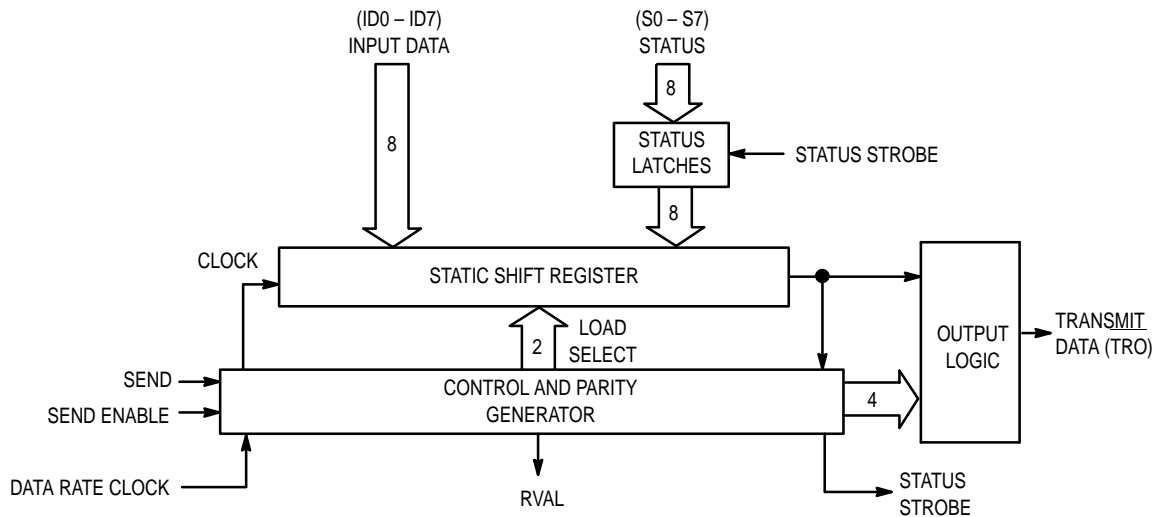 (ID0 – ID7)
INPUT DATA
(S0 – S7)
STATUS
8
8
STATUS
LATCHES
STATUS STROBE
8
CLOCK
STATIC SHIFT REGISTER
2
LOAD
SELECT
OUTPUT
LOGIC
TRANSMIT
DATA (TRO)
SEND
SEND ENABLE
CONTROL AND PARITY
GENERATOR
4
DATA RATE CLOCK
RVAL
STATUS
STROBE